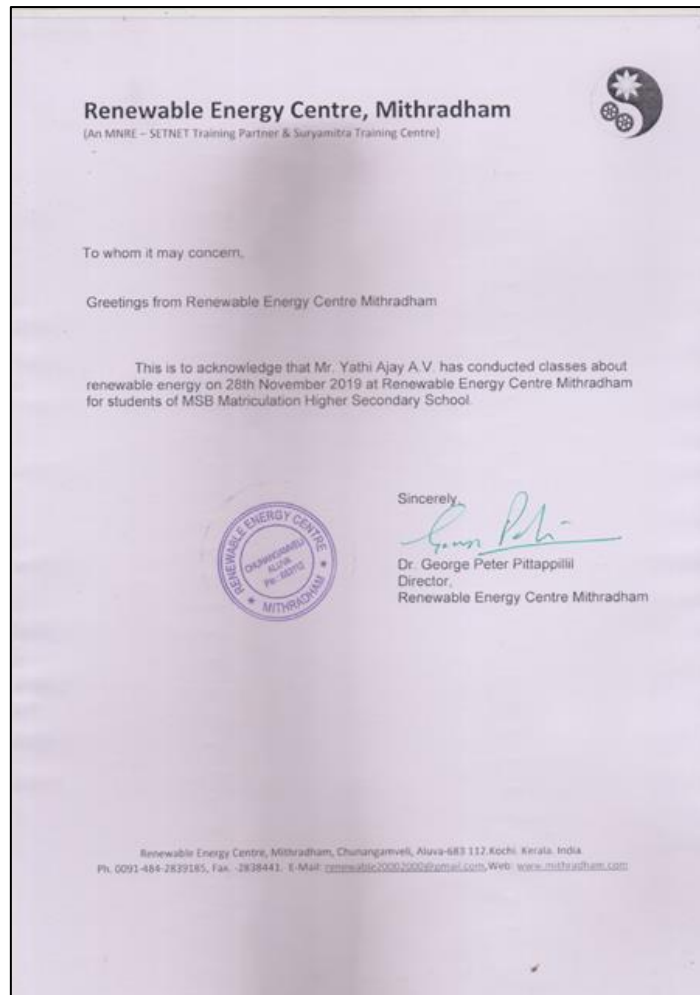 Renewable Energy Centre, Mithradham
(An MNRE – SETNET Training Partner & Suryamitra Training Centre)
To whom it may concern,
Greetings from Renewable Energy Centre Mithradham
This is to acknowledge that Mr. Yathi Ajay A.V. has conducted classes about
renewable energy on 28th November 2019 at Renewable Energy Centre Mithradham
for students of MSB Matriculation Higher Secondary School.
Sincerely,
Dr. George Peter Pittappillil
Director,
Renewable Energy Centre Mithradham
RENEWABLE ENERGY CENTRE
CHUNANGAMVELI
ALUVA
★ MITHRADHAM ★
Renewable Energy Centre, Mithradham, Chunangamveli, Aluva-683 112.Kochi. Kerala. India.
Ph. 0091-484-2839185, Fax. -2838441. E-Mail: renewable20002000@gmail.com, Web: www.mithradham.com